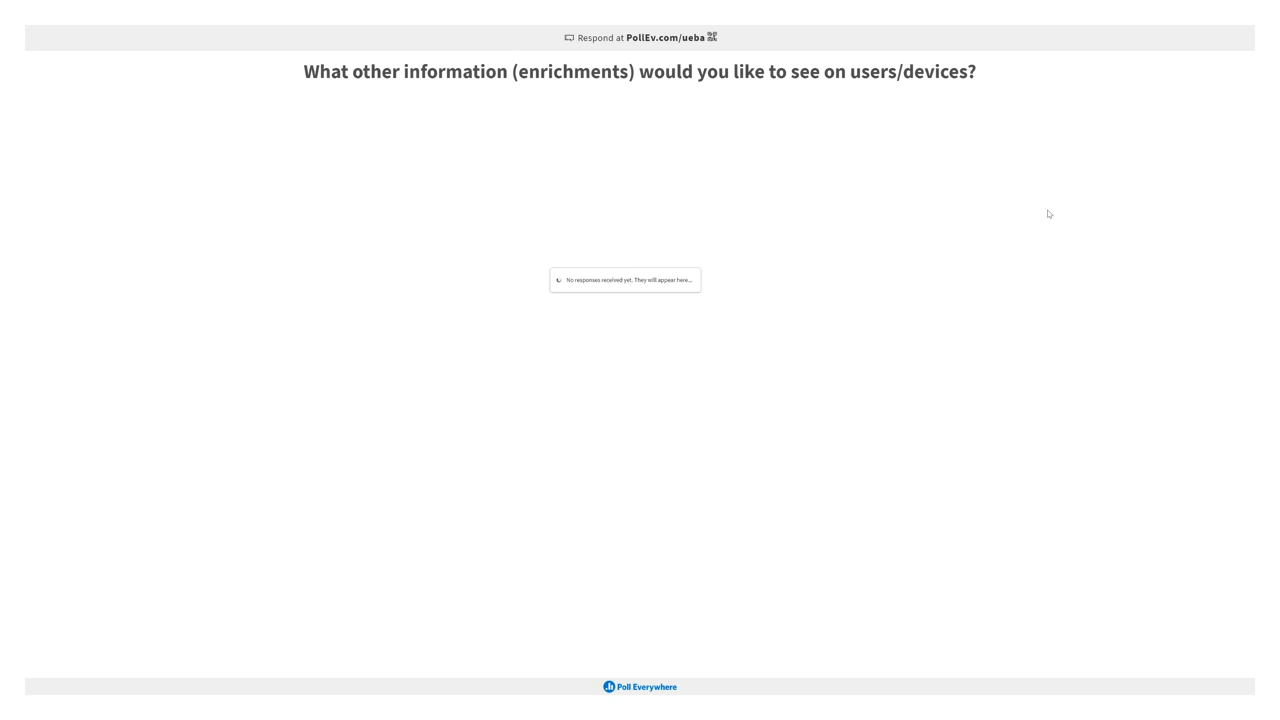 Respond at PollEv.com/ueba
What other information (enrichments) would you like to see on users/devices?
No responses received yet. They will appear here...
Poll Everywhere